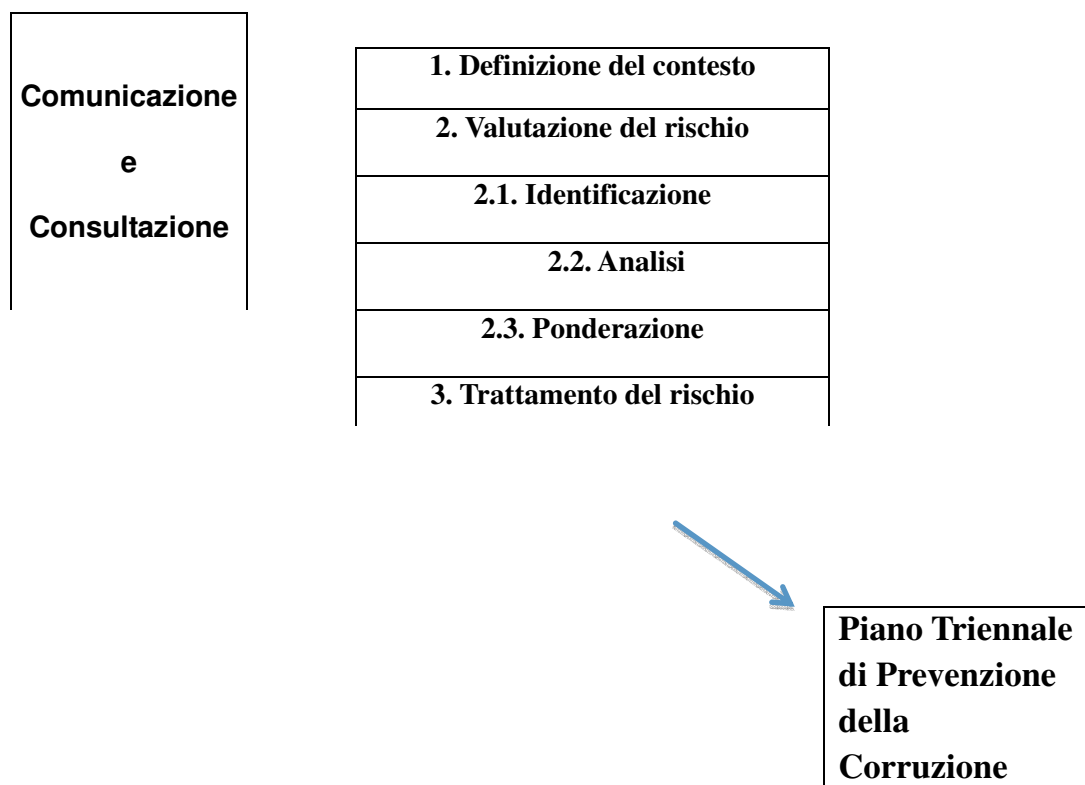 Comunicazione
e
Consultazione
1. Definizione del contesto
2. Valutazione del rischio
2.1. Identificazione
2.2. Analisi
2.3. Ponderazione
3. Trattamento del rischio
Piano Triennale
di Prevenzione
della
Corruzione